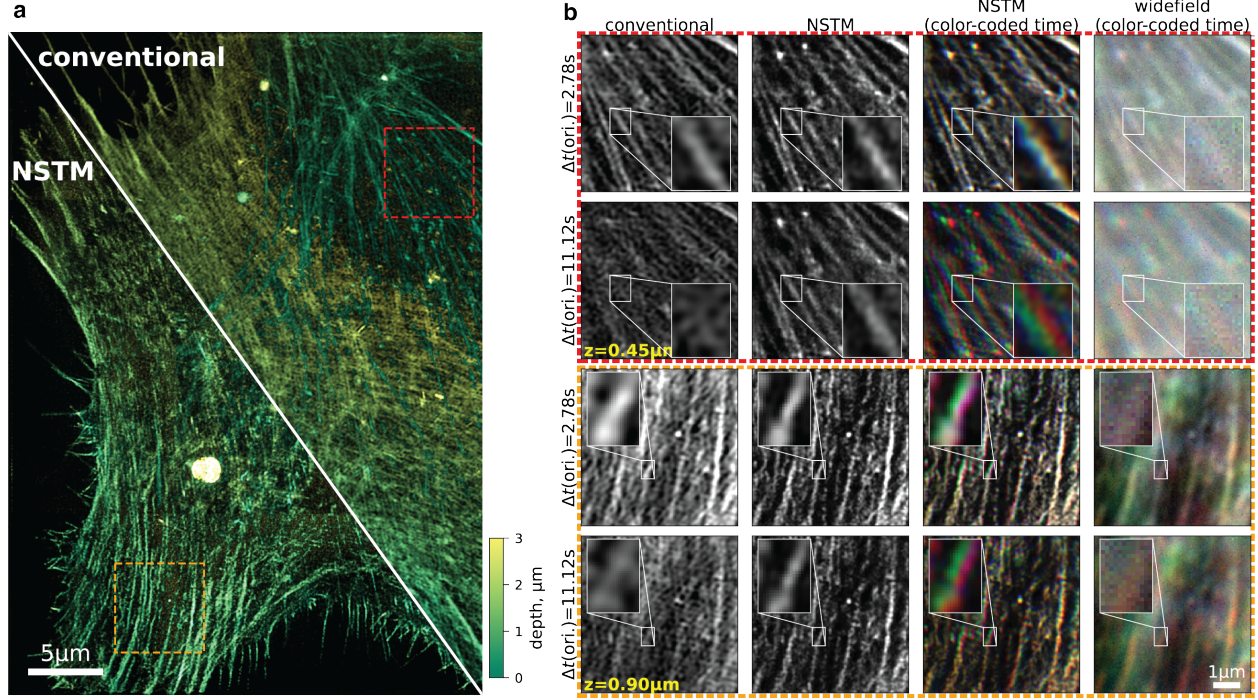 a
conventional
NSTM
5μm
3
2
1
0
depth, μm
b
conventional
NSTM
NSTM
(color-coded time)
widefield
(color-coded time)
Δt(ori.)=2.78s
Δt(ori.)=11.12s
z=0.45μm
Δt(ori.)=2.78s
Δt(ori.)=11.12s
z=0.90μm
1μm